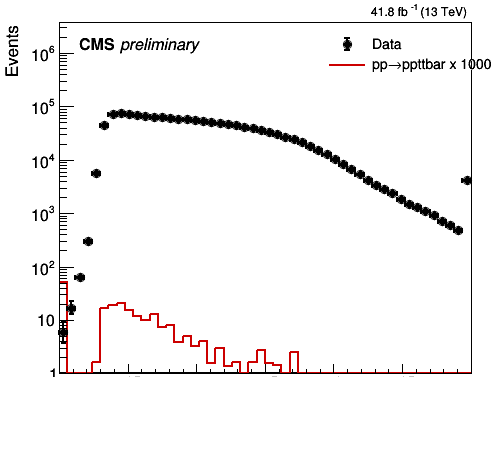 41.8 fb⁻¹ (13 TeV)
Events
CMS preliminary
Data
pp→ppttbar x 1000
10⁶
10⁵
10⁴
10³
10²
10
1